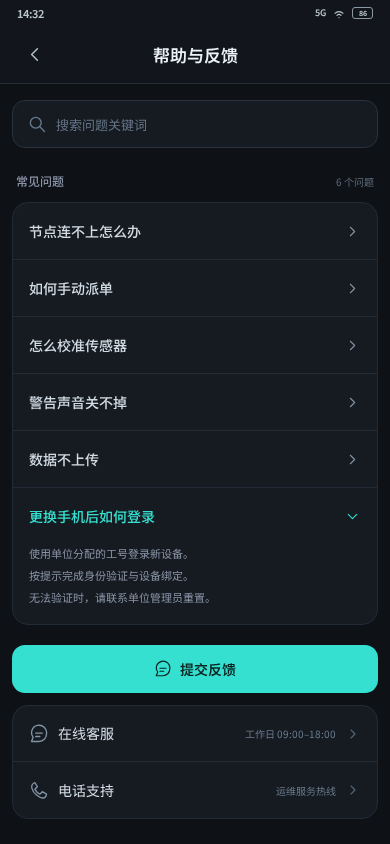 14:32
5G
86
帮助与反馈
搜索问题关键词
常见问题
6 个问题
节点连不上怎么办
如何手动派单
怎么校准传感器
警告声音关不掉
数据不上传
更换手机后如何登录
使用单位分配的工号登录新设备。
按提示完成身份验证与设备绑定。
无法验证时，请联系单位管理员重置。
提交反馈
在线客服
工作日 09:00–18:00
电话支持
运维服务热线